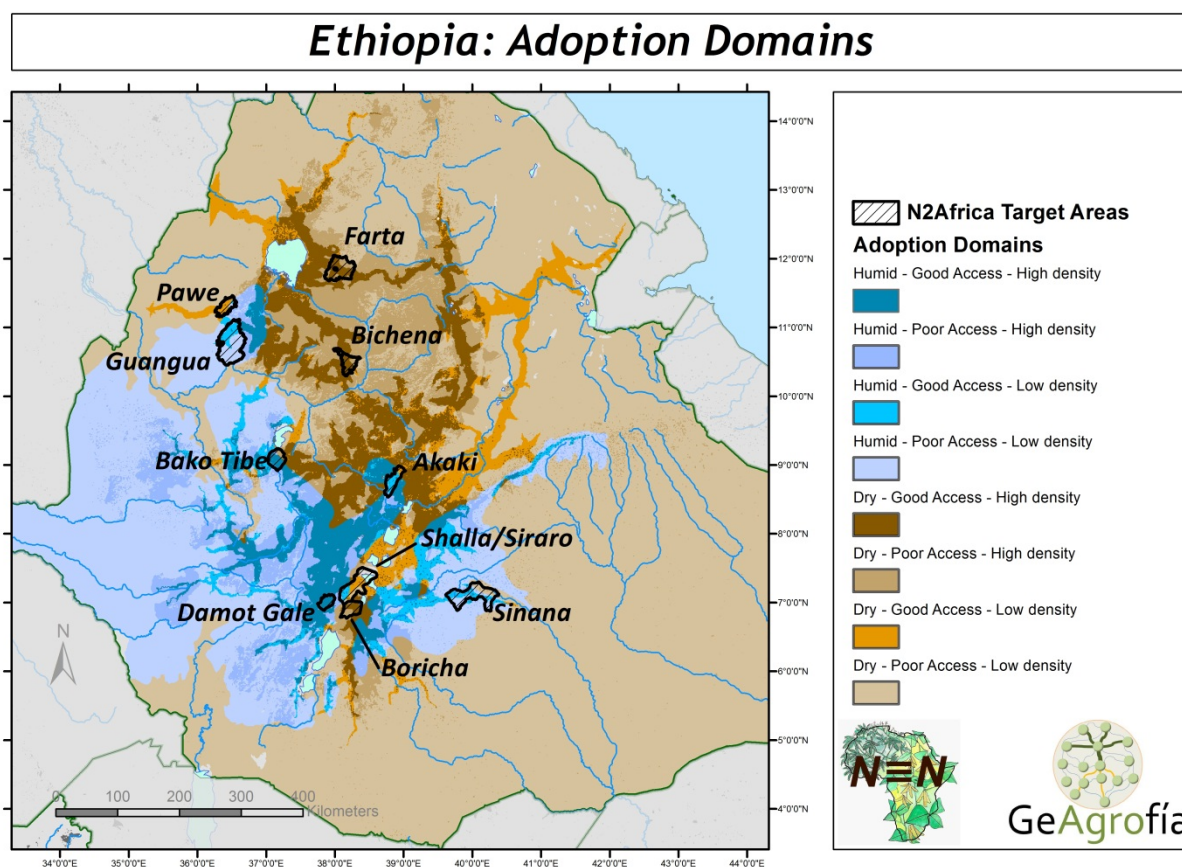 Ethiopia: Adoption Domains
14°0'0"N
13°0'0"N
12°0'0"N
11°0'0"N
10°0'0"N
9°0'0"N
8°0'0"N
7°0'0"N
6°0'0"N
5°0'0"N
4°0'0"N
Farta
Pawe
Bichena
Guangua
Bako Tibe
Akaki
Shalla/Siraro
Damot Gale
Sinana
Boricha
N
0 100 200 300 400
Kilometers
34°0'0"E 35°0'0"E 36°0'0"E 37°0'0"E 38°0'0"E 39°0'0"E 40°0'0"E 41°0'0"E 42°0'0"E 43°0'0"E 44°0'0"E
N2Africa Target Areas
Adoption Domains
Humid - Good Access - High density
Humid - Poor Access - High density
Humid - Good Access - Low density
Humid - Poor Access - Low density
Dry - Good Access - High density
Dry - Poor Access - High density
Dry - Good Access - Low density
Dry - Poor Access - Low density
N≡N
GeAgrofía